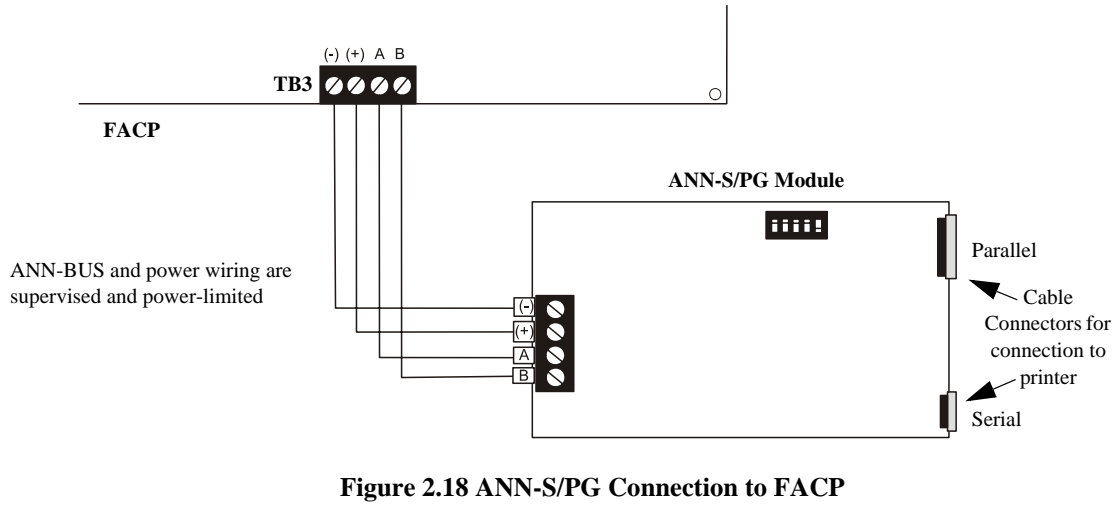 (-) (+) A B
TB3
FACP
ANN-S/PG Module
Parallel
ANN-BUS and power wiring are
supervised and power-limited
(-)
(+)
A
B
Cable
Connectors for
connection to
printer
Serial
Figure 2.18 ANN-S/PG Connection to FACP